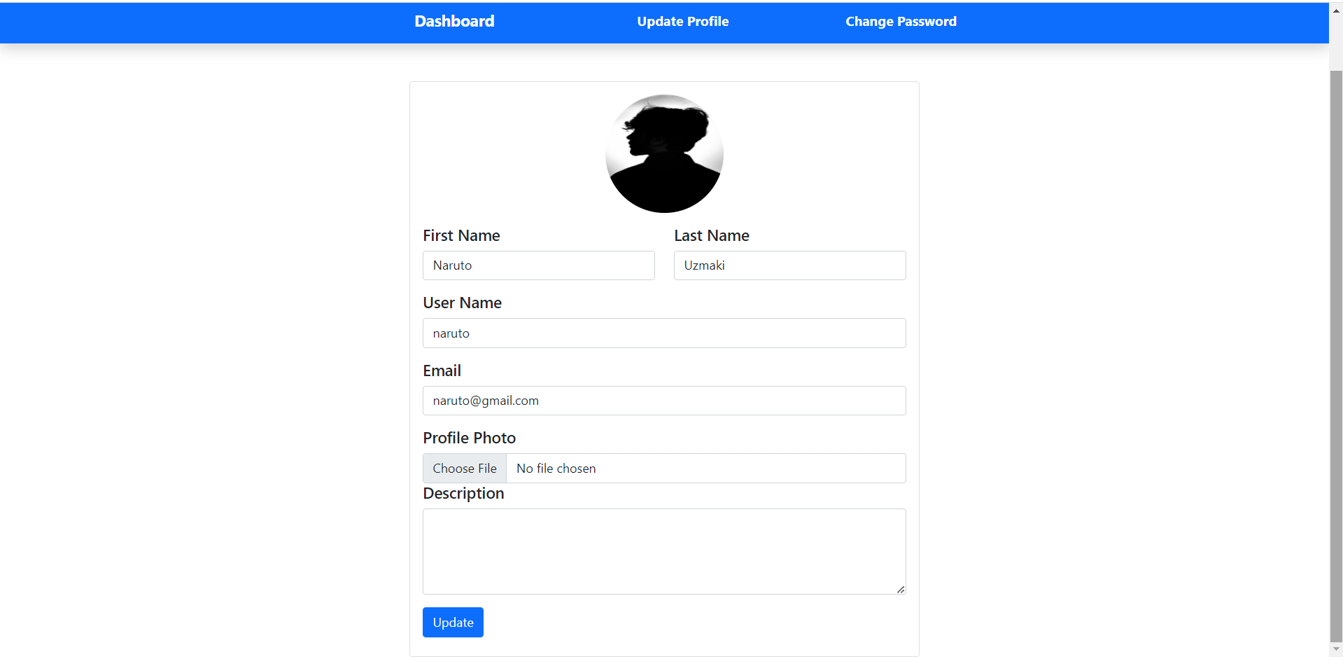 Dashboard Update Profile Change Password
First Name Last Name
Naruto Uzmaki
User Name
naruto
Email
naruto@gmail.com
Profile Photo
Choose File No file chosen
Description
Update